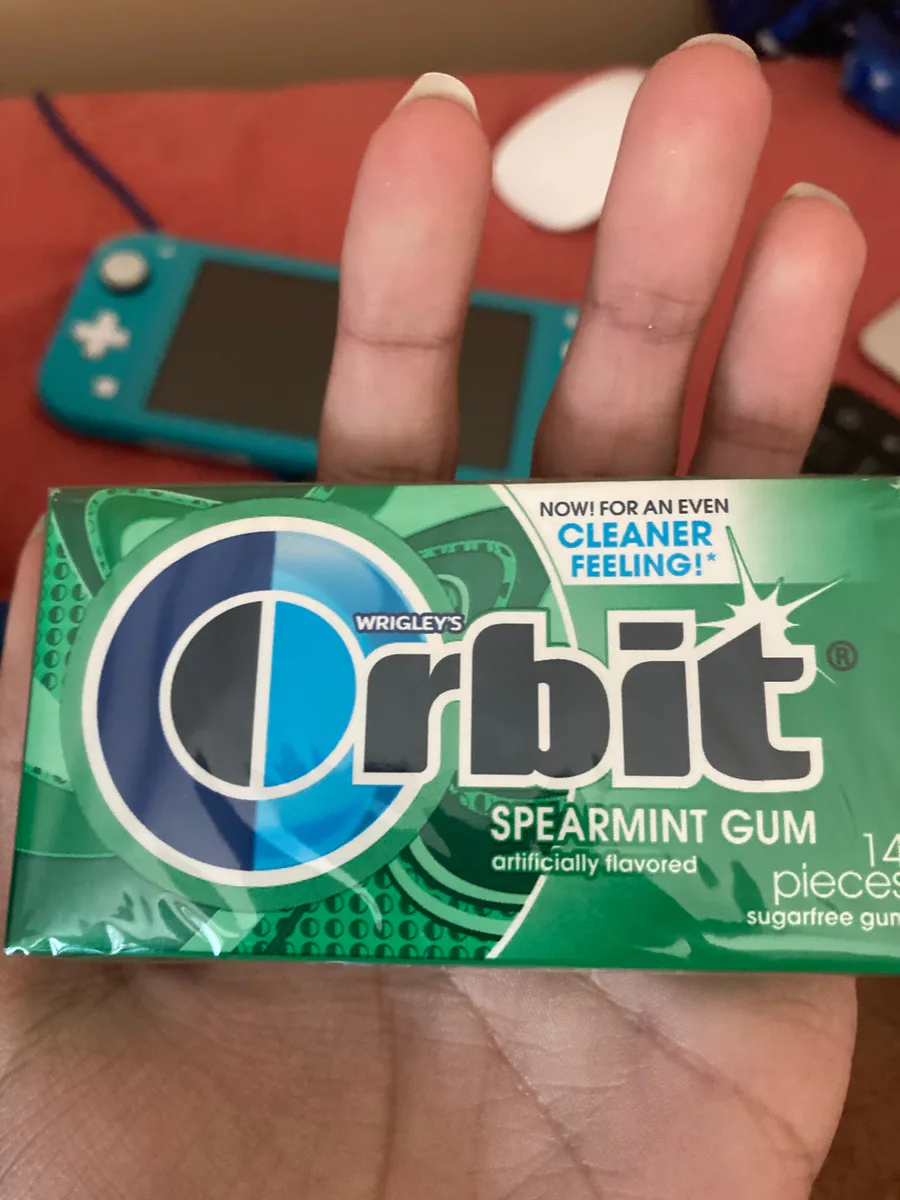 NOW! FOR AN EVEN
CLEANER
FEELING!*
WRIGLEY'S
Orbit®
SPEARMINT GUM
artificially flavored
14
pieces
sugarfree gum